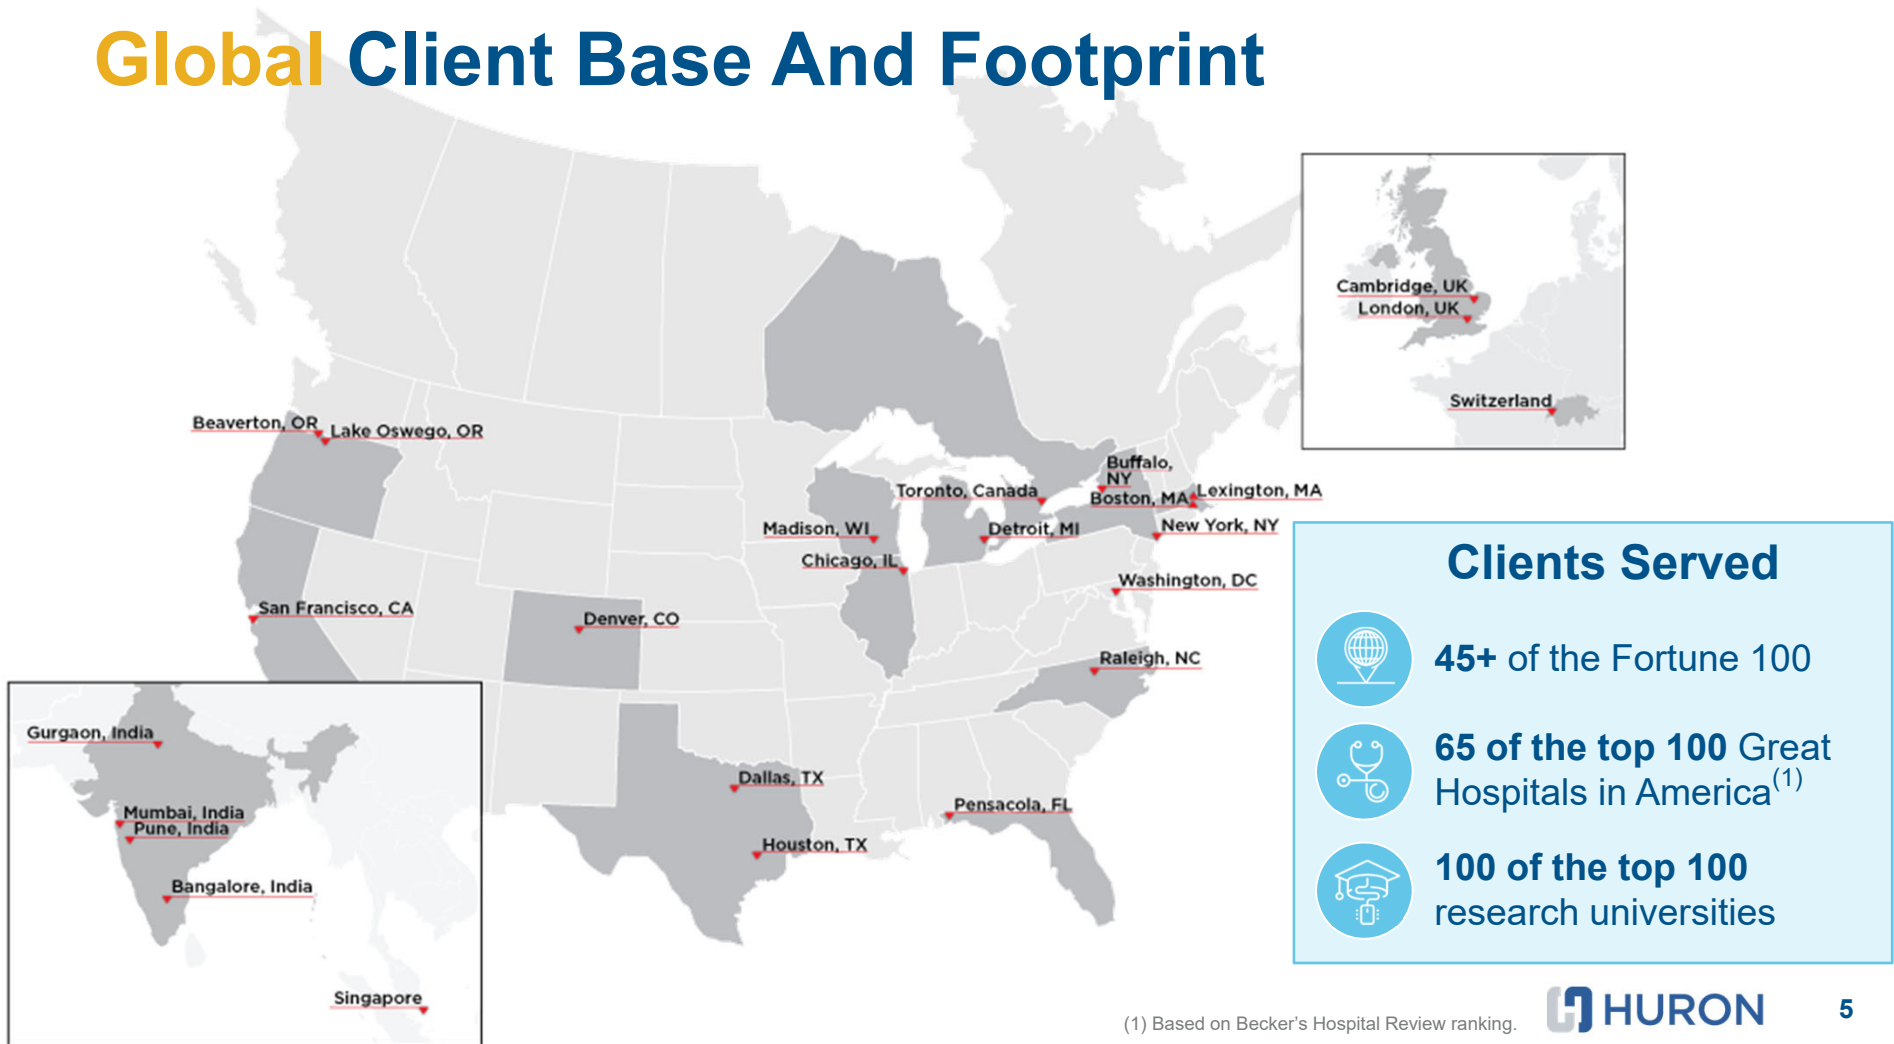 Global Client Base And Footprint
Cambridge, UK
London, UK
Switzerland
Beaverton, OR
Lake Oswego, OR
Buffalo,
NY
Toronto, Canada
Boston, MA
Lexington, MA
Madison, WI
Detroit, MI
New York, NY
Chicago, IL
Washington, DC
San Francisco, CA
Denver, CO
Raleigh, NC
Dallas, TX
Pensacola, FL
Houston, TX
Gurgaon, India
Mumbai, India
Pune, India
Bangalore, India
Singapore
Clients Served
45+ of the Fortune 100
65 of the top 100 Great
Hospitals in America(1)
100 of the top 100
research universities
(1) Based on Becker’s Hospital Review ranking.
HURON
5